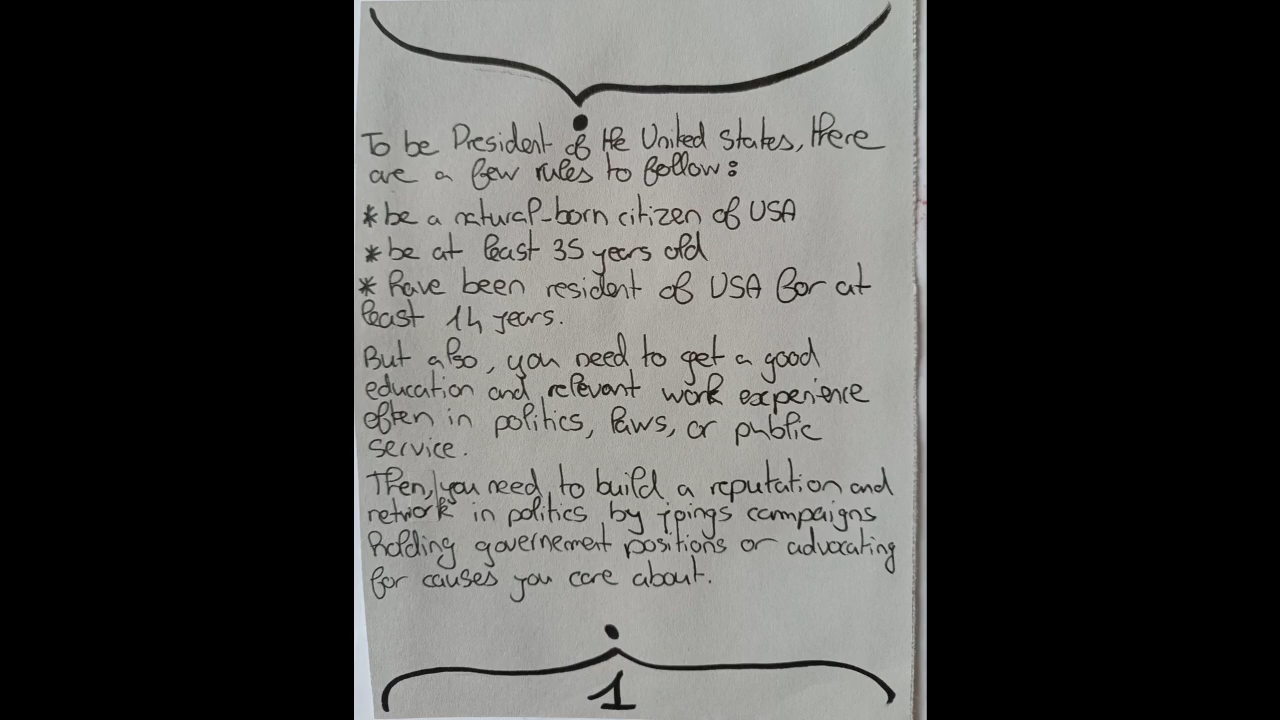 To be President of the United States, there
are a few rules to follow:
* be a natural-born citizen of USA
* be at least 35 years old
* have been resident of USA for at
least 14 years.
But also, you need to get a good
education and relevant work experience
often in politics, laws, or public
service.
Then, you need to build a reputation and
network in politics by campaigns
holding governement positions or advocating
for causes you care about.
1